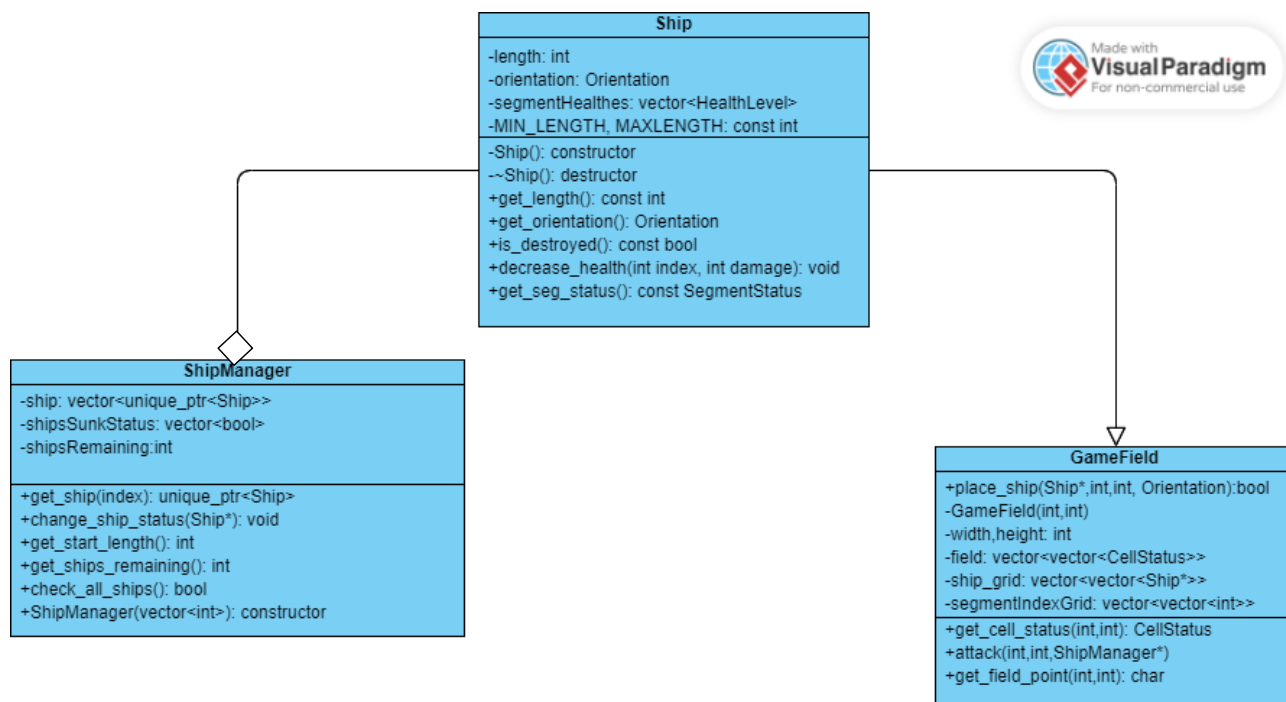 Ship
-length: int
-orientation: Orientation
-segmentHealthes: vector<HealthLevel>
-MIN_LENGTH, MAXLENGTH: const int
-Ship(): constructor
-~Ship(): destructor
+get_length(): const int
+get_orientation(): Orientation
+is_destroyed(): const bool
+decrease_health(int index, int damage): void
+get_seg_status(): const SegmentStatus
Made with
VisualParadigm
For non-commercial use
ShipManager
-ship: vector<unique_ptr<Ship>>
-shipsSunkStatus: vector<bool>
-shipsRemaining:int
+get_ship(index): unique_ptr<Ship>
+change_ship_status(Ship*): void
+get_start_length(): int
+get_ships_remaining(): int
+check_all_ships(): bool
+ShipManager(vector<int>): constructor
GameField
+place_ship(Ship*,int,int, Orientation):bool
-GameField(int,int)
-width,height: int
-field: vector<vector<CellStatus>>
-ship_grid: vector<vector<Ship*>>
-segmentIndexGrid: vector<vector<int>>
+get_cell_status(int,int): CellStatus
+attack(int,int,ShipManager*)
+get_field_point(int,int): char